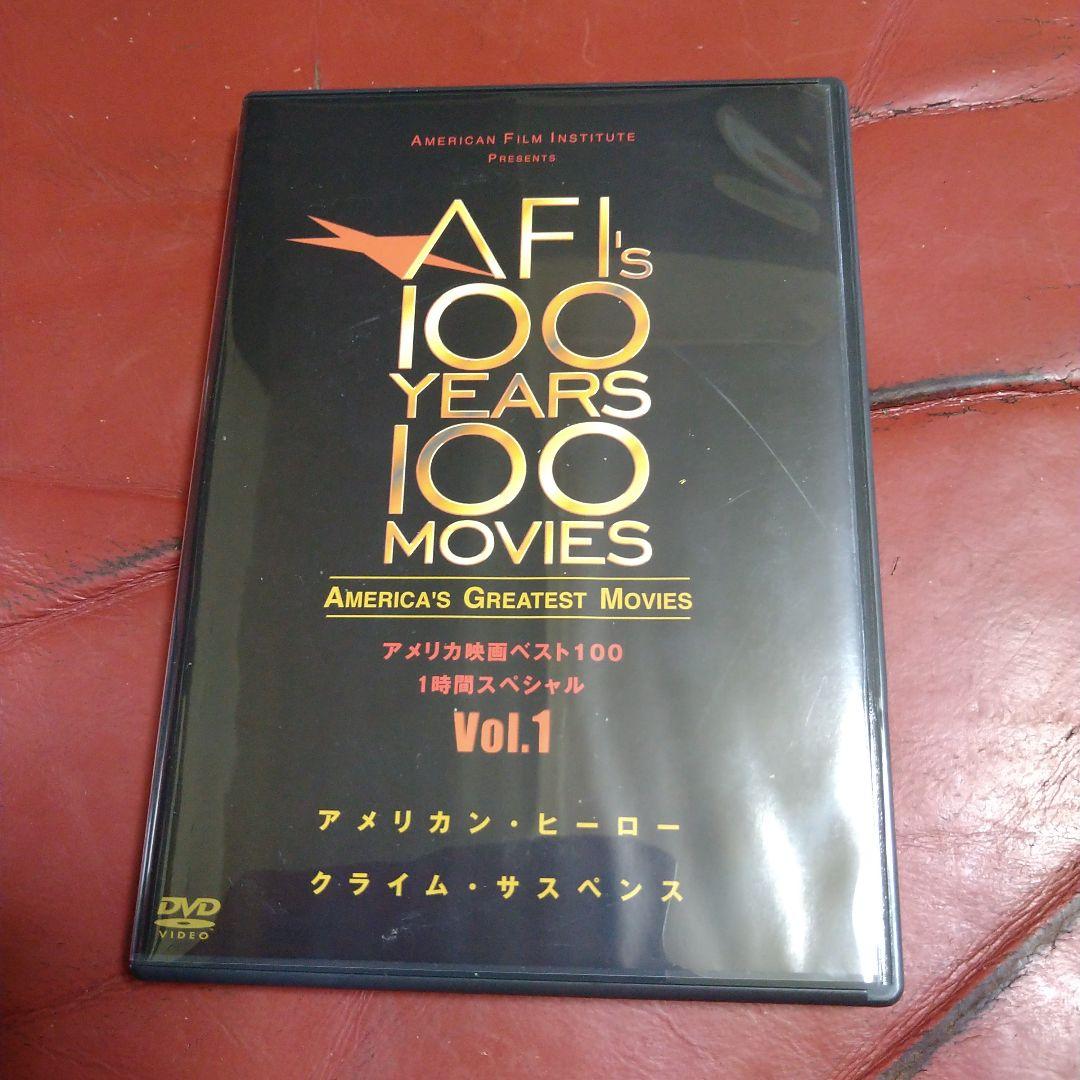 AMERICAN FILM INSTITUTE
PRESENTS
AFI's
100
YEARS
100
MOVIES
AMERICA'S GREATEST MOVIES
アメリカ映画ベスト100
1時間スペシャル
Vol.1
アメリカン・ヒーロー
クライム・サスペンス
DVD
VIDEO